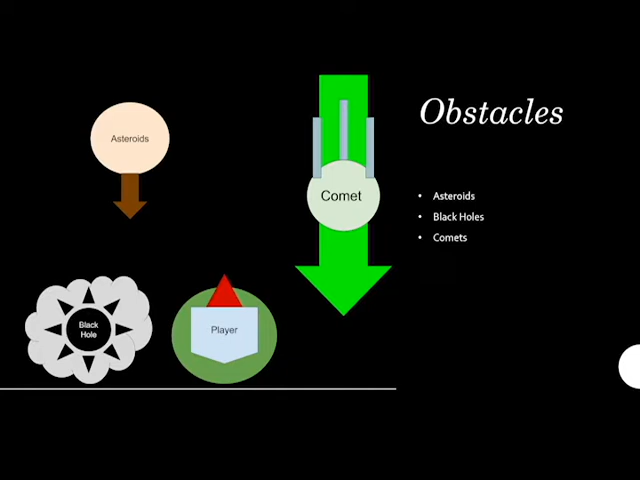 Obstacles
Asteroids
Comet
Asteroids
Black Holes
Comets
Black
Hole
Player